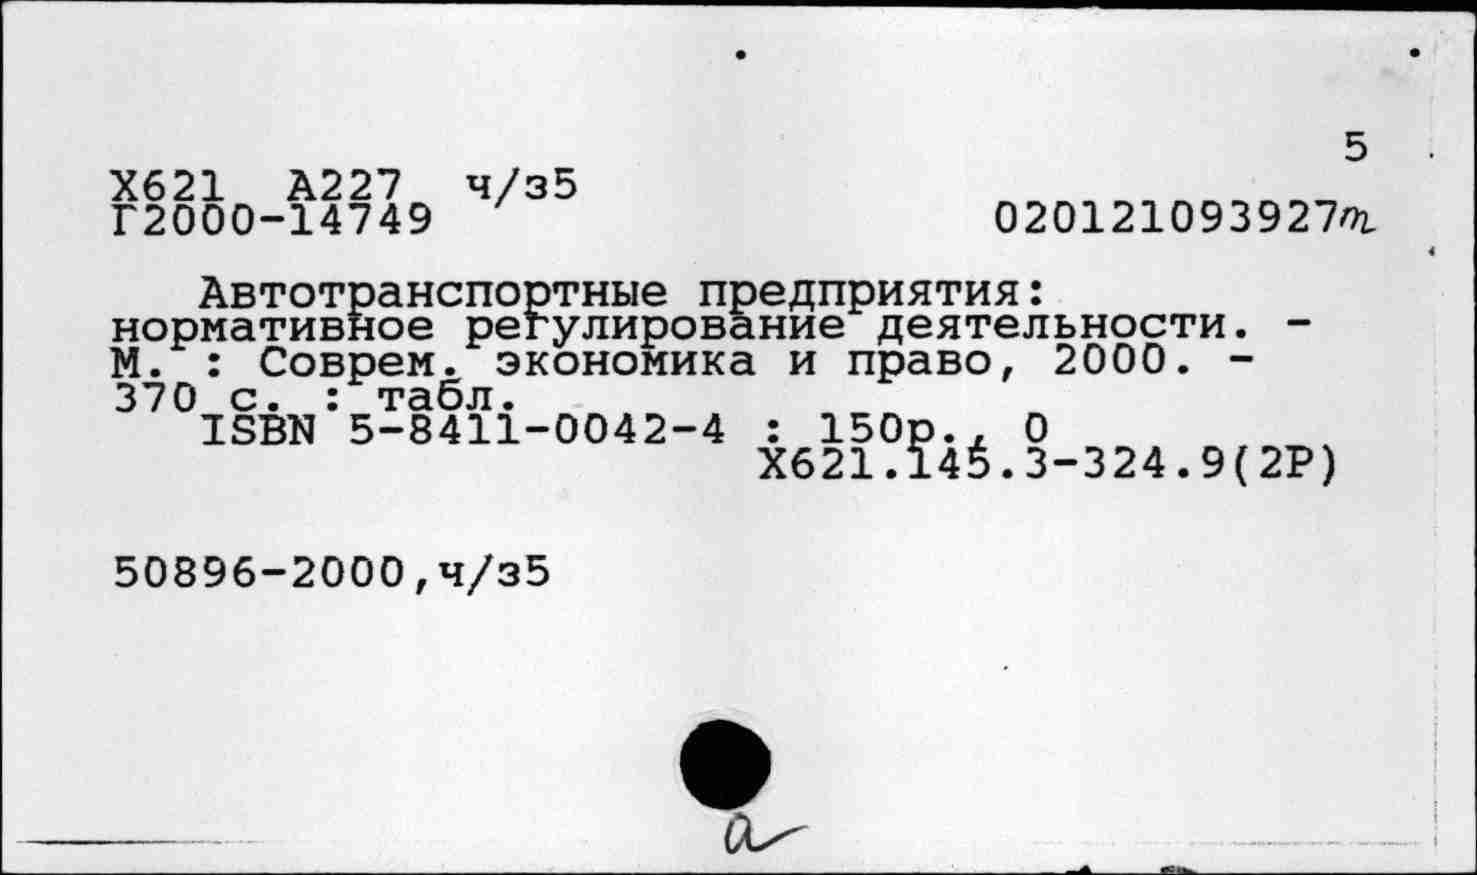 5
Х621  А227  ч/з5
Г2000-14749
020121093927т
Автотранспортные предприятия:
нормативное регулирование деятельности. -
М. : Соврем. экономика и право, 2000. -
370 с. : табл.
ISBN 5-8411-0042-4 : 150р., 0
Х621.145.3-324.9(2Р)
50896-2000,ч/з5
а